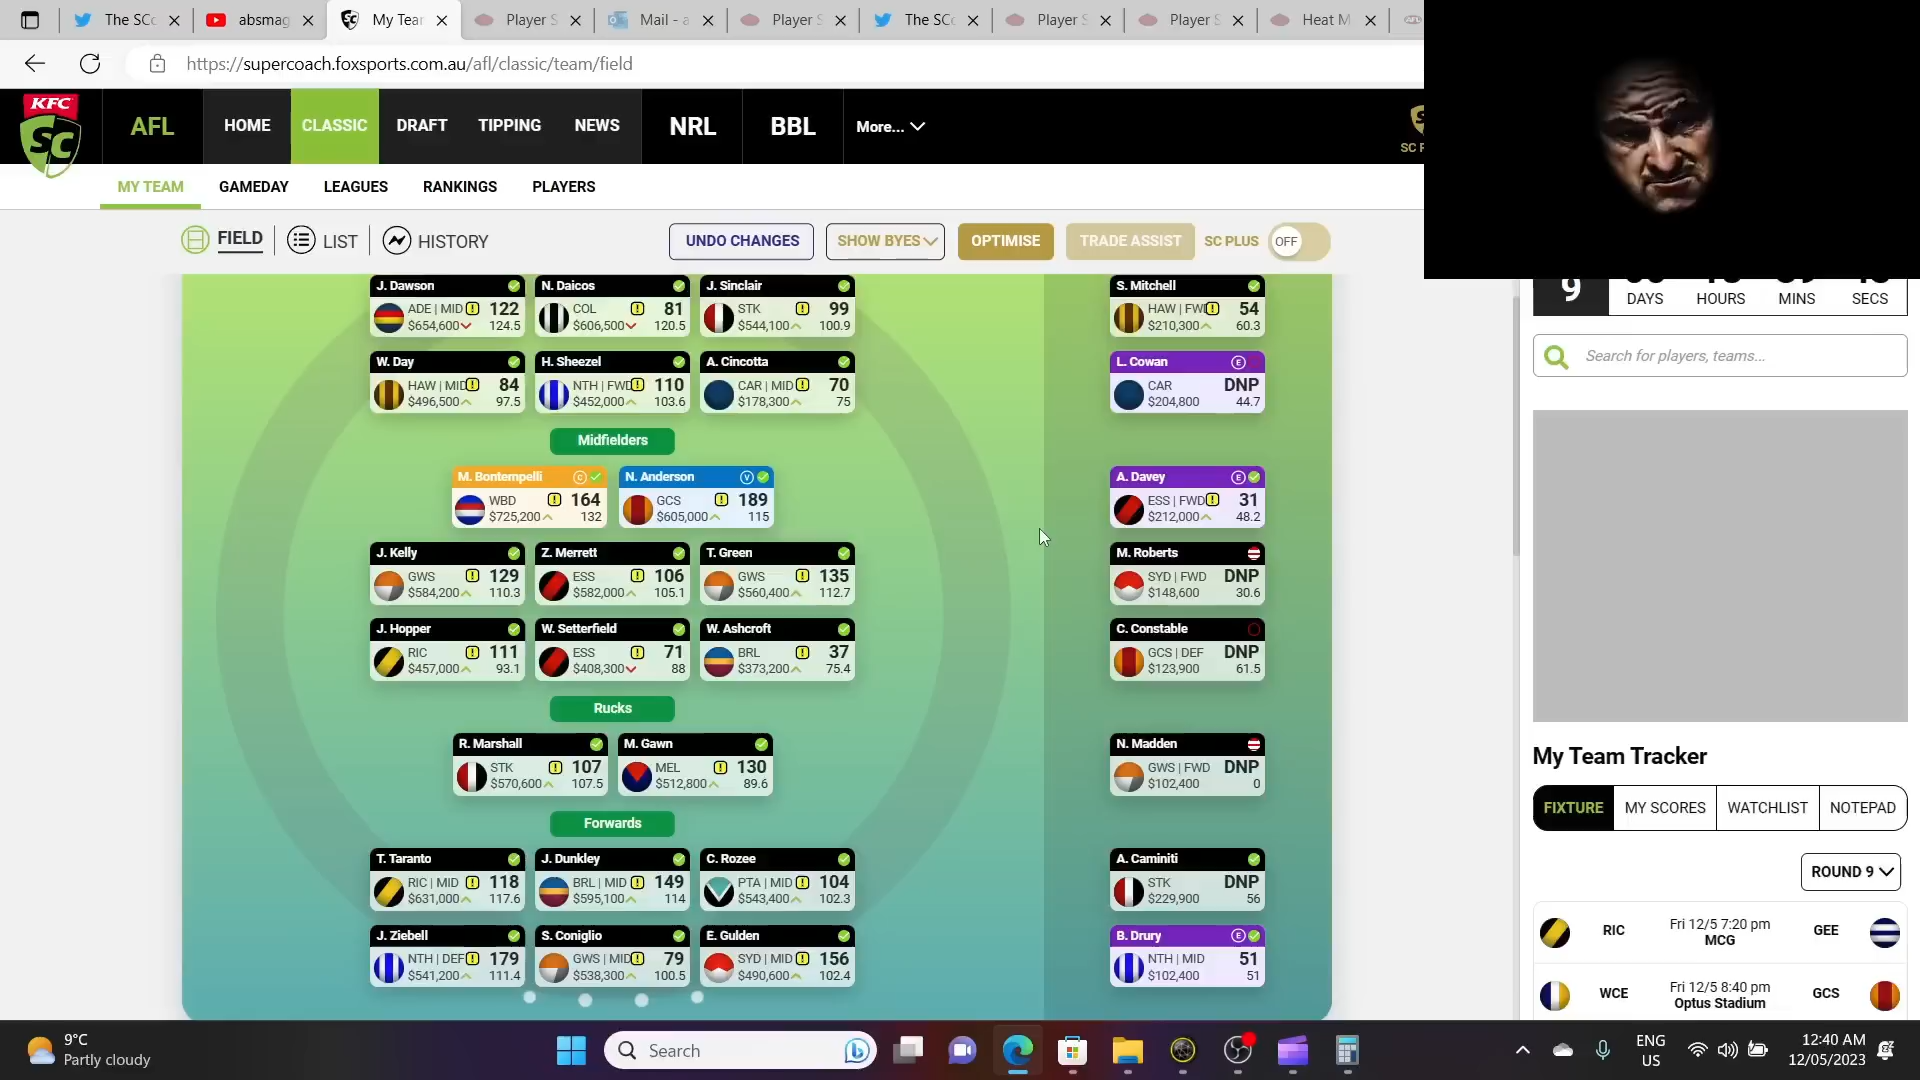 The SCo
absmag
My Tear
Player S
Mail - a
Player S
The SCo
Player S
Player S
Heat M
https://supercoach.foxsports.com.au/afl/classic/team/field
KFC
SC
AFL
HOME
CLASSIC
DRAFT
TIPPING
NEWS
NRL
BBL
More...
SC P
MY TEAM
GAMEDAY
LEAGUES
RANKINGS
PLAYERS
FIELD
LIST
HISTORY
UNDO CHANGES
SHOW BYES
OPTIMISE
TRADE ASSIST
SC PLUS
OFF
J. Dawson
ADE | MID ! 122
$654,600 124.5
N. Daicos
COL ! 81
$606,500 120.5
J. Sinclair
STK ! 99
$544,100 100.9
S. Mitchell
HAW | FWD ! 54
$210,300 60.3
W. Day
HAW | MID ! 84
$496,500 97.5
H. Sheezel
NTH | FWD ! 110
$452,000 103.6
A. Cincotta
CAR | MID ! 70
$178,300 75
L. Cowan E
CAR DNP
$204,800 44.7
Midfielders
M. Bontempelli C
WBD ! 164
$725,200 132
N. Anderson V
GCS ! 189
$605,000 115
A. Davey E
ESS | FWD ! 31
$212,000 48.2
J. Kelly
GWS ! 129
$584,200 110.3
Z. Merrett
ESS ! 106
$582,000 105.1
T. Green
GWS ! 135
$560,400 112.7
M. Roberts
SYD | FWD DNP
$148,600 30.6
J. Hopper
RIC ! 111
$457,000 93.1
W. Setterfield
ESS ! 71
$408,300 88
W. Ashcroft
BRL ! 37
$373,200 75.4
C. Constable
GCS | DEF DNP
$123,900 61.5
Rucks
R. Marshall
STK ! 107
$570,600 107.5
M. Gawn
MEL ! 130
$512,800 89.6
N. Madden
GWS | FWD DNP
$102,400 0
Forwards
T. Taranto
RIC | MID ! 118
$631,000 117.6
J. Dunkley
BRL | MID ! 149
$595,100 114
C. Rozee
PTA | MID ! 104
$543,400 102.3
A. Caminiti
STK DNP
$229,900 56
J. Ziebell
NTH | DEF ! 179
$541,200 111.4
S. Coniglio
GWS | MID ! 79
$538,300 100.5
E. Gulden
SYD | MID ! 156
$490,600 102.4
B. Drury E
NTH | MID 51
$102,400 51
9
DAYS
HOURS
MINS
SECS
Search for players, teams...
My Team Tracker
FIXTURE
MY SCORES
WATCHLIST
NOTEPAD
ROUND 9
RIC
Fri 12/5 7:20 pm
MCG
GEE
WCE
Fri 12/5 8:40 pm
Optus Stadium
GCS
9°C
Partly cloudy
Search
ENG
US
12:40 AM
12/05/2023